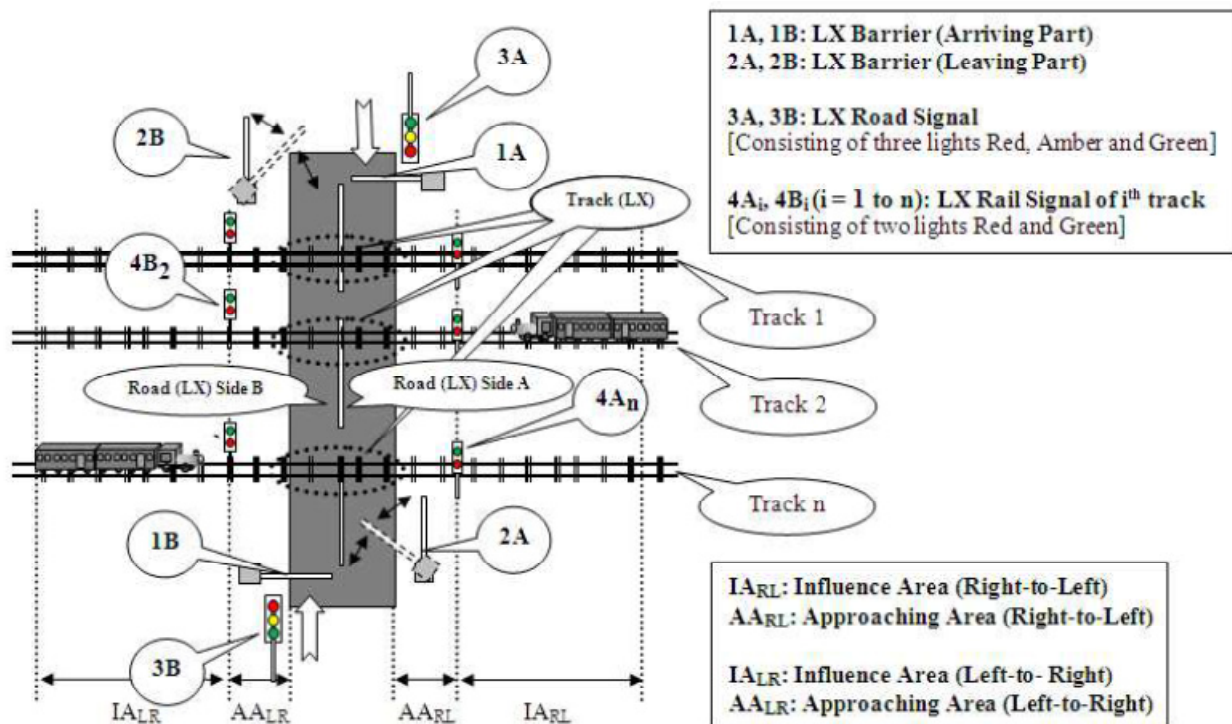 3A
1A, 1B: LX Barrier (Arriving Part)
2A, 2B: LX Barrier (Leaving Part)
3A, 3B: LX Road Signal
[Consisting of three lights Red, Amber and Green]
4Ai, 4Bi (i = 1 to n): LX Rail Signal of ith track
[Consisting of two lights Red and Green]
2B
1A
Track (LX)
4B2
Track 1
Road (LX) Side B
Road (LX) Side A
4An
Track 2
Track n
1B
2A
3B
IALR
AALR
AARL
IARL
IARL: Influence Area (Right-to-Left)
AARL: Approaching Area (Right-to-Left)
IALR: Influence Area (Left-to- Right)
AALR: Approaching Area (Left-to-Right)